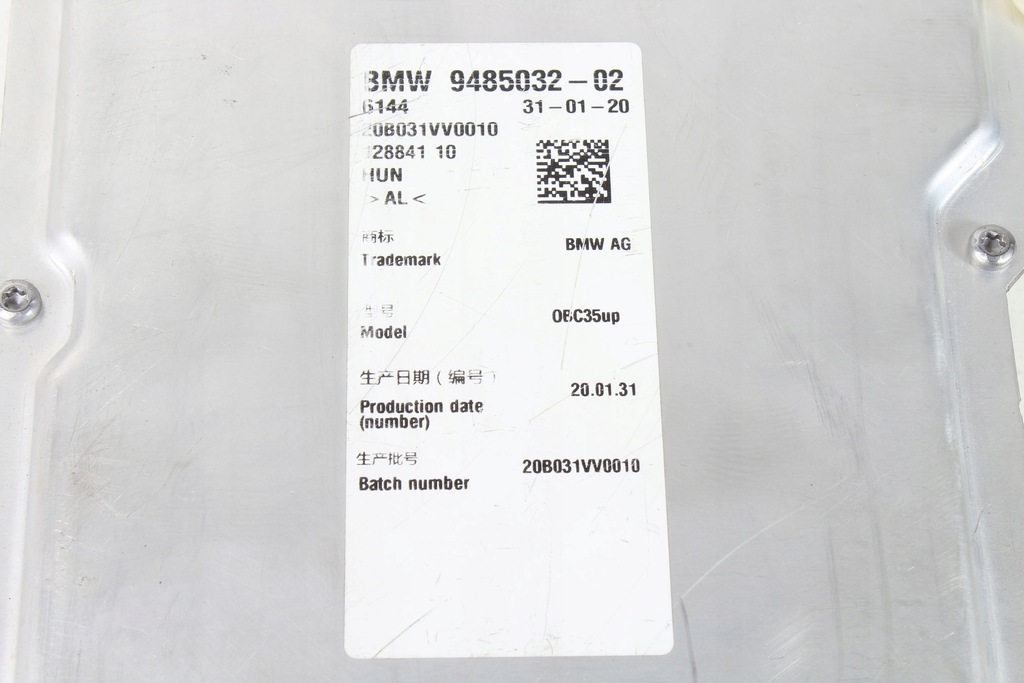 BMW 9485032-02
6144 31-01-20
20B031VV0010
128841 10
HUN
>AL<
商标
Trademark BMW AG
型号
Model OBC35up
生产日期(编号)
Production date 20.01.31
(number)
生产批号
Batch number 20B031VV0010